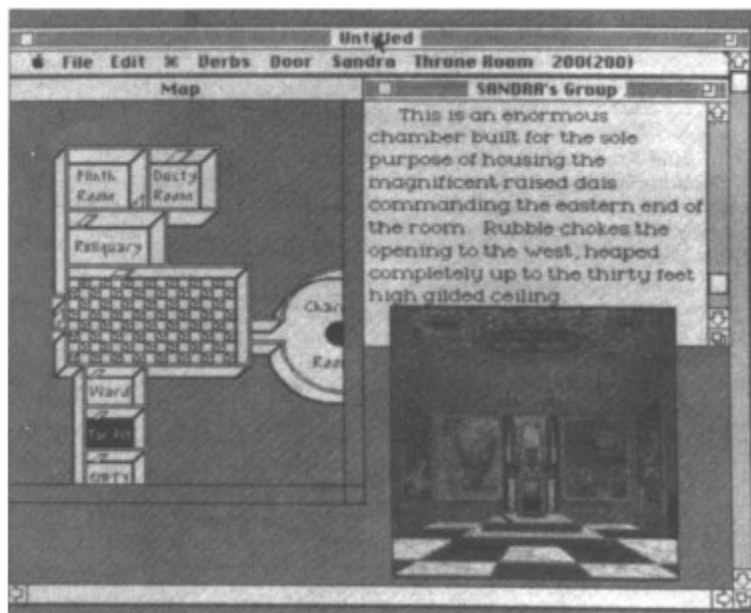 Untitled
File Edit ⌘ Verbs Door Sandra Throne Room 200(200)
Map
SANDRA's Group
This is an enormous
chamber built for the sole
purpose of housing the
magnificent raised dais
commanding the eastern end of
the room. Rubble chokes the
opening to the west, heaped
completely up to the thirty feet
high gilded ceiling.
Plinth
Room
Dusty
Room
Reliquary
Room
Ward
Tar Pit